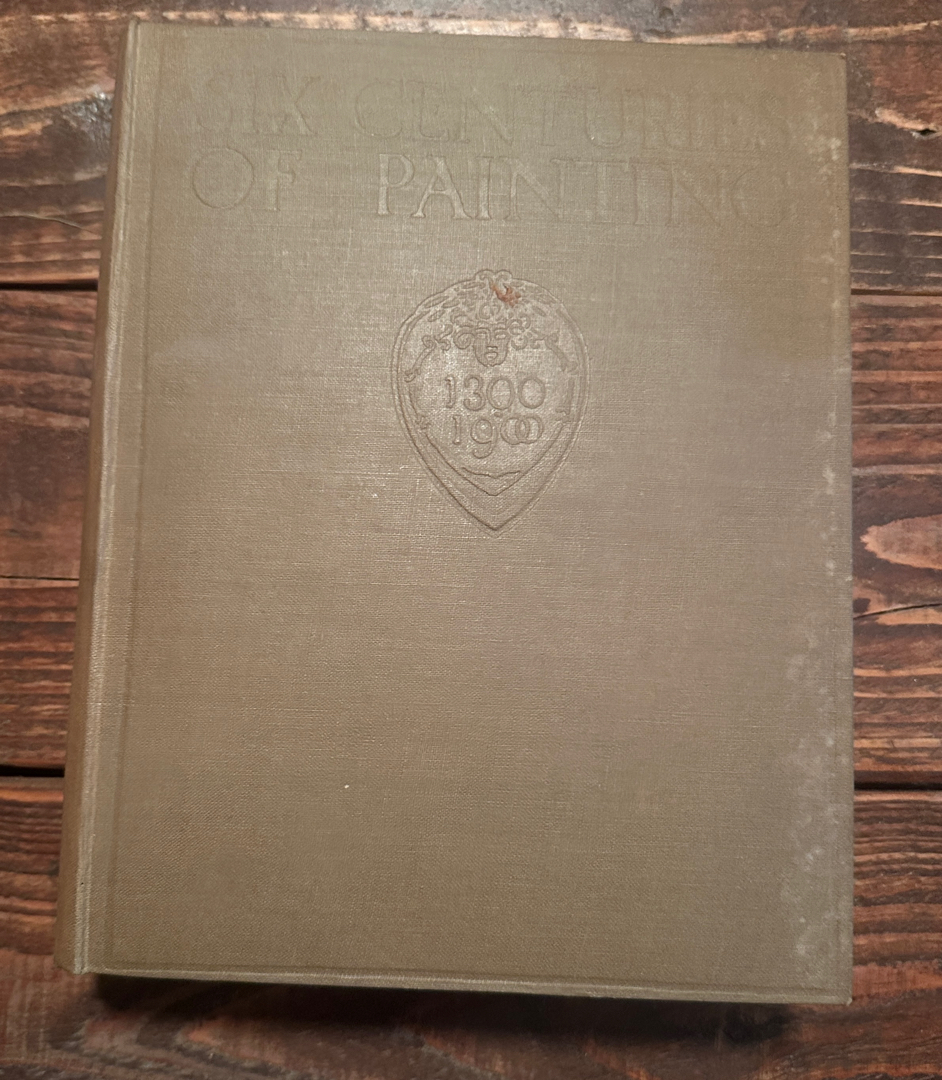 SIX CENTURIES
OF PAINTING
1300
1900